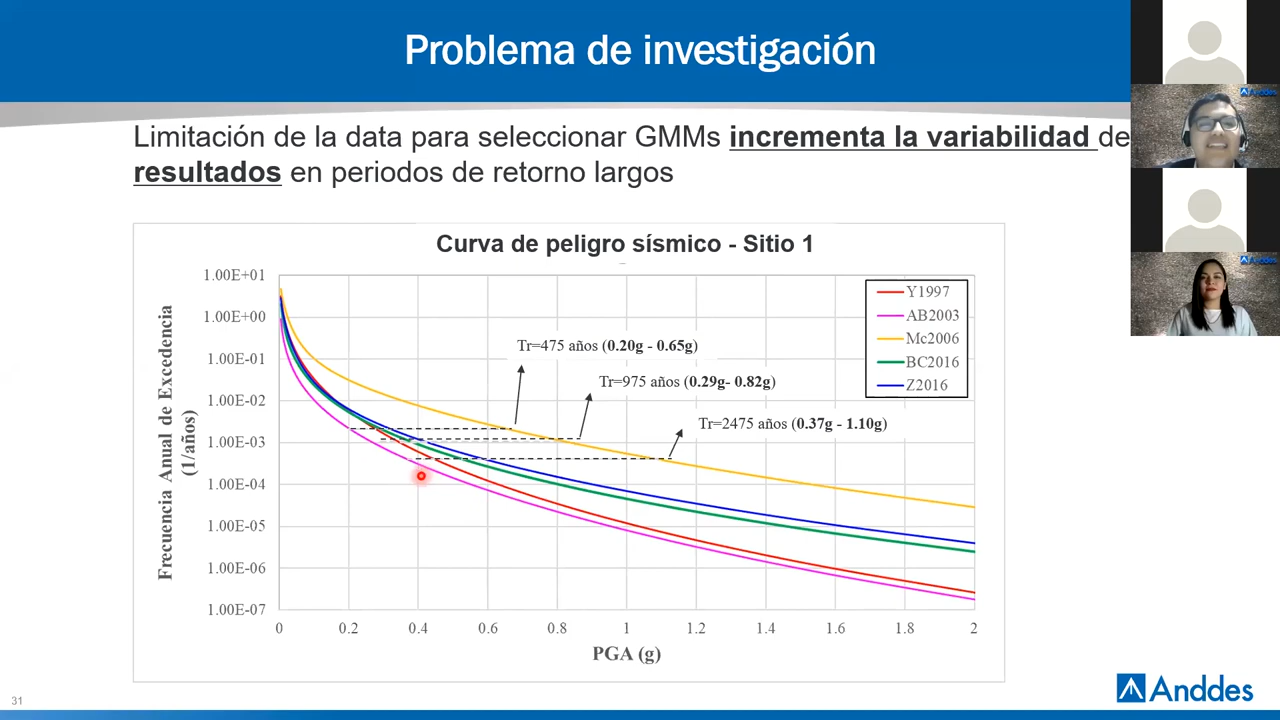 Problema de investigación
Limitación de la data para seleccionar GMMs incrementa la variabilidad de
resultados en periodos de retorno largos
Curva de peligro sísmico - Sitio 1
Frecuencia Anual de Excedencia
(1/años)
1.00E+01
1.00E+00
1.00E-01
1.00E-02
1.00E-03
1.00E-04
1.00E-05
1.00E-06
1.00E-07
Y1997
AB2003
Mc2006
BC2016
Z2016
Tr=475 años (0.20g - 0.65g)
Tr=975 años (0.29g- 0.82g)
Tr=2475 años (0.37g - 1.10g)
0 0.2 0.4 0.6 0.8 1 1.2 1.4 1.6 1.8 2
PGA (g)
31
Anddes
Anddes
Anddes